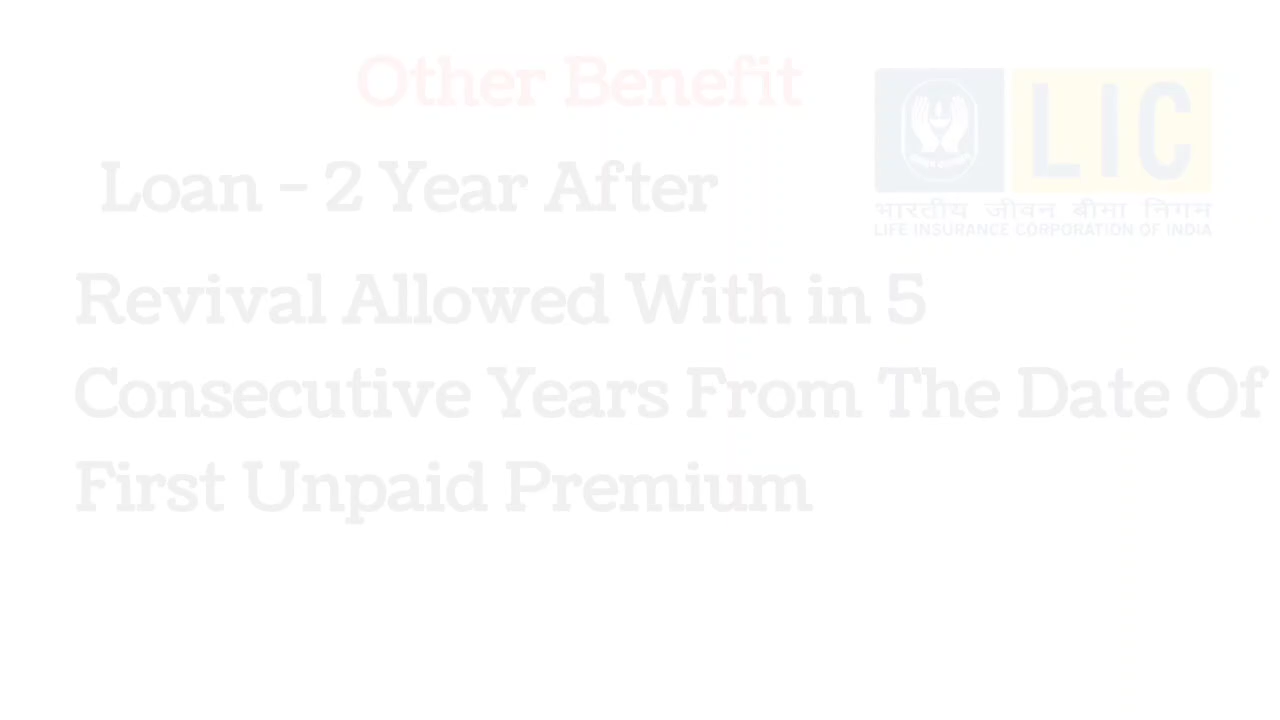 Other Benefit
Loan - 2 Year After
LIC
भारतीय जीवन बीमा निगम
LIFE INSURANCE CORPORATION OF INDIA
Revival Allowed With in 5
Consecutive Years From The Date Of
First Unpaid Premium